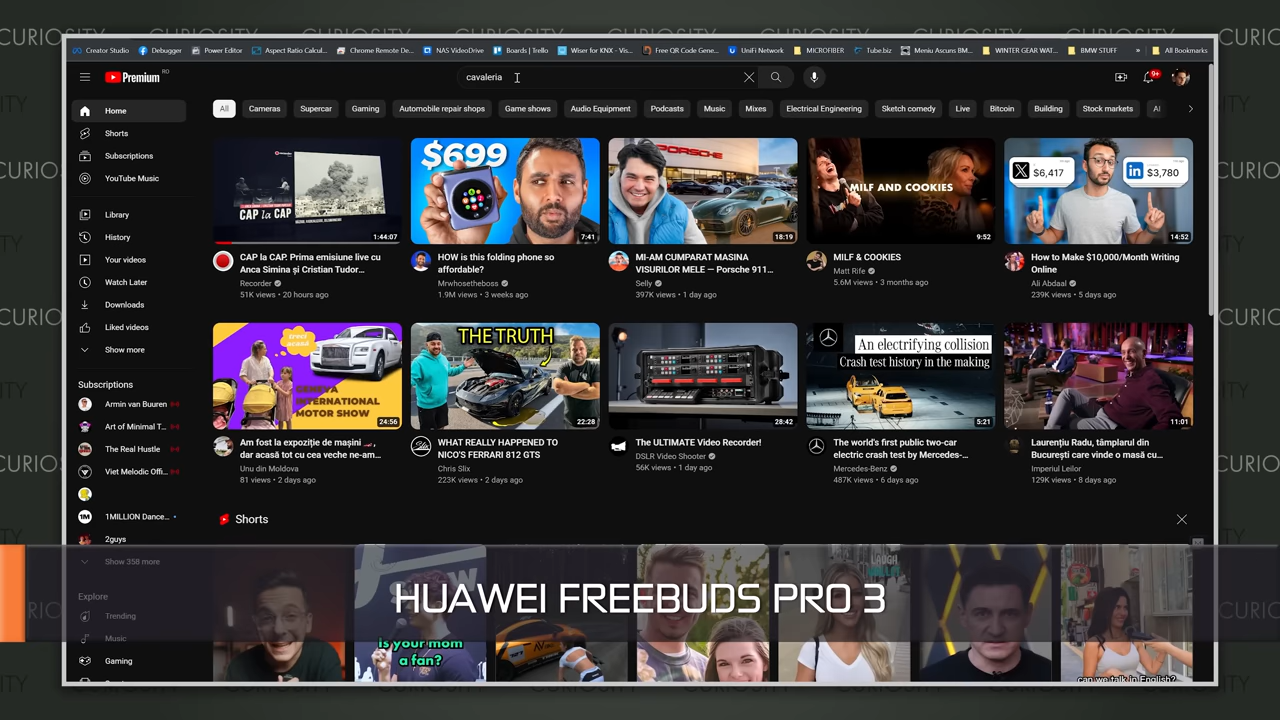 CURIOSITY
Creator Studio
Debugger
Power Editor
Aspect Ratio Calcul...
Chrome Remote De...
NAS VideoDrive
Boards | Trello
Wiser for KNX - Vis...
Free QR Code Gene...
UniFi Network
MICROFIBER
Tube.biz
Meniu Ascuns BM...
WINTER GEAR WAT...
BMW STUFF
»
All Bookmarks
Premium RO
cavaleria
9+
Home
Shorts
Subscriptions
YouTube Music
Library
History
Your videos
Watch Later
Downloads
Liked videos
Show more
Subscriptions
Armin van Buuren
Art of Minimal T...
The Real Hustle
Viet Melodic Offi...
1M
1MILLION Dance...
2guys
Show 358 more
Explore
Trending
Music
Gaming
All
Cameras
Supercar
Gaming
Automobile repair shops
Game shows
Audio Equipment
Podcasts
Music
Mixes
Electrical Engineering
Sketch comedy
Live
Bitcoin
Building
Stock markets
CAP la CAP
1:44:07
CAP la CAP. Prima emisiune live cu
Anca Simina și Cristian Tudor...
Recorder
51K views • 20 hours ago
$699
7:41
HOW is this folding phone so
affordable?
Mrwhosetheboss
1.9M views • 3 weeks ago
PORSCHE
18:19
MI-AM CUMPARAT MASINA
VISURILOR MELE — Porsche 911...
Selly
397K views • 1 day ago
MILF AND COOKIES
9:52
MILF & COOKIES
Matt Rife
5.6M views • 3 months ago
X $6,417
in $3,780
14:52
How to Make $10,000/Month Writing
Online
Ali Abdaal
239K views • 5 days ago
GENEVA
INTERNATIONAL
MOTOR SHOW
24:56
Am fost la expoziție de mașini
dar acasă tot cu cea veche ne-am...
Unu din Moldova
81 views • 2 days ago
THE TRUTH
22:28
WHAT REALLY HAPPENED TO
NICO'S FERRARI 812 GTS
Chris Slix
223K views • 2 days ago
28:42
The ULTIMATE Video Recorder!
DSLR Video Shooter
56K views • 1 day ago
An electrifying collision
Crash test history in the making
5:21
The world's first public two-car
electric crash test by Mercedes-...
Mercedes-Benz
487K views • 6 days ago
11:01
Laurențiu Radu, tâmplarul din
București care vinde o masă cu...
Imperiul Leilor
129K views • 8 days ago
Shorts
HUAWEI FREEBUDS PRO 3
is your mom
a fan?
LAUGH
can we talk in English?